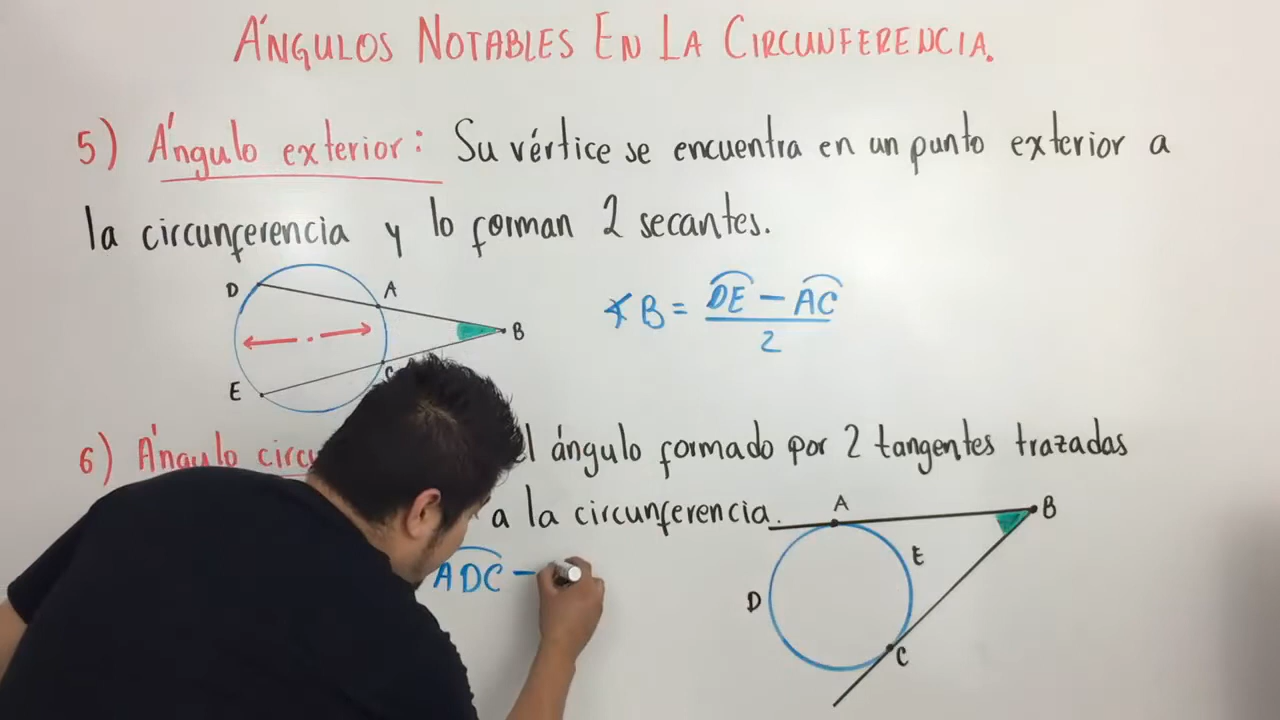 ÁNGULOS NOTABLES EN LA CIRCUNFERENCIA.
5) Ángulo exterior: Su vértice se encuentra en un punto exterior a
la circunferencia y lo forman 2 secantes.
D A
B
E C
∢ B = DE − AC
2
6) Ángulo ángulo formado por 2 tangentes trazadas
a la circunferencia.
ADC −
A B
E
D
C